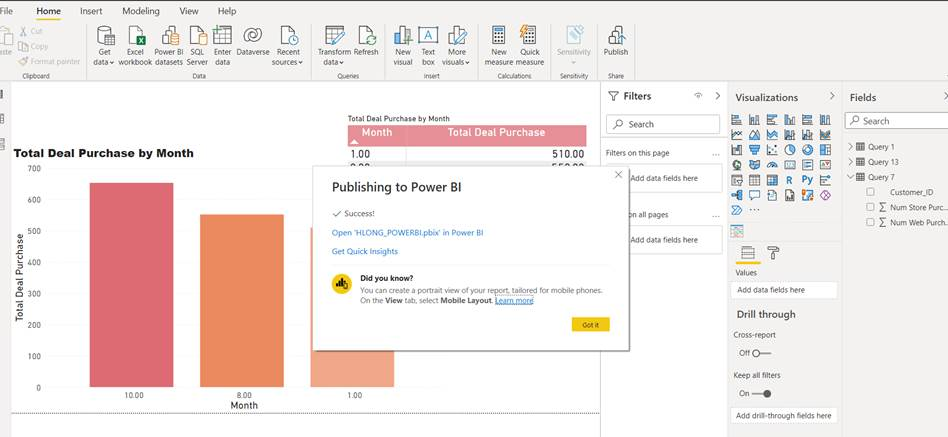 File Home Insert Modeling View Help
Cut
Copy
Format painter
Clipboard
Get data
Excel workbook
Power BI datasets
SQL Server
Enter data
Dataverse
Recent sources
Data
Transform data
Refresh
Queries
New visual
Text box
More visuals
Insert
New measure
Quick measure
Calculations
Sensitivity
Sensitivity
Publish
Share
Total Deal Purchase by Month
Month Total Deal Purchase
1.00 510.00
Total Deal Purchase by Month
700
600
500
400
300
200
100
0
Total Deal Purchase
10.00 8.00 1.00
Month
Publishing to Power BI
Success!
Open 'HLONG_POWERBI.pbix' in Power BI
Get Quick Insights
Did you know?
You can create a portrait view of your report, tailored for mobile phones.
On the View tab, select Mobile Layout. Learn more
Got it
Filters
Search
Filters on this page ...
Add data fields here
on all pages ...
Add data fields here
Visualizations
R Py
...
Values
Add data fields here
Drill through
Cross-report
Off
Keep all filters
On
Add drill-through fields here
Fields
Search
Query 1
Query 13
Query 7
Customer_ID
Num Store Purc...
Num Web Purch...